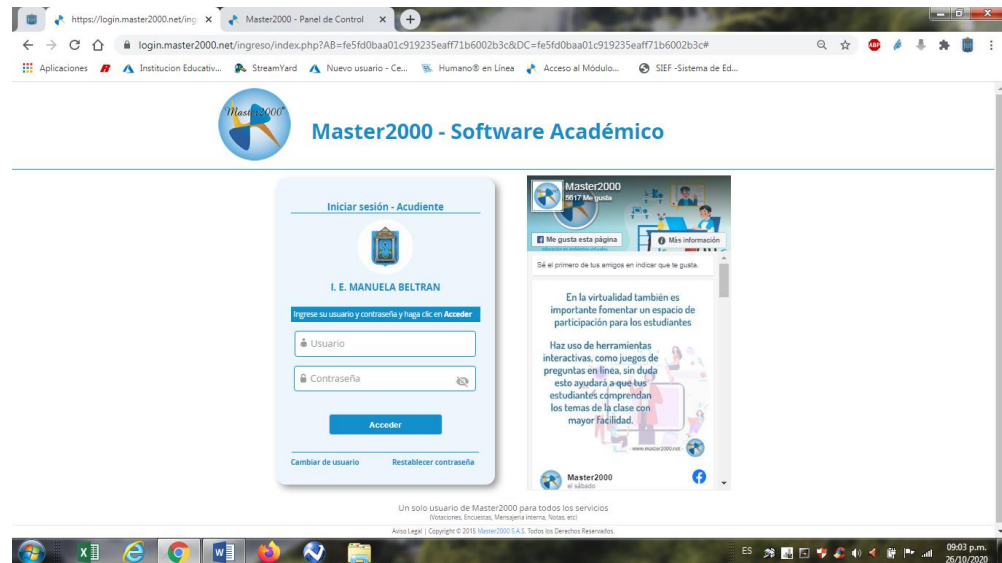 https://login.master2000.net/ing
Master2000 - Panel de Control
login.master2000.net/ingreso/index.php?AB=fe5fd0baa01c919235eaff71b6002b3c&DC=fe5fd0baa01c919235eaff71b6002b3c#
ABP
Aplicaciones
Institucion Educativ...
StreamYard
Nuevo usuario - Ce...
Humano® en Línea
Acceso al Módulo...
SIEF -Sistema de Ed...
Master2000®
Master2000 - Software Académico
Iniciar sesión - Acudiente
I. E. MANUELA BELTRAN
Ingrese su usuario y contraseña y haga clic en Acceder
Usuario
Contraseña
Acceder
Cambiar de usuario
Restablecer contraseña
Master2000
5617 Me gusta
Me gusta esta página
Más información
Sé el primero de tus amigos en indicar que te gusta.
En la virtualidad también es
importante fomentar un espacio de
participación para los estudiantes
Haz uso de herramientas
interactivas, como juegos de
preguntas en línea, sin duda
esto ayudará a que tus
estudiantes comprendan
los temas de la clase con
mayor facilidad.
- www.master2000.net -
Master2000
el sábado
Un solo usuario de Master2000 para todos los servicios
(Votaciones, Encuestas, Mensajeria interna, Notas, etc)
Aviso Legal | Copyright © 2015 Master2000 S.A.S. Todos los Derechos Reservados.
ES
09:03 p.m.
26/10/2020